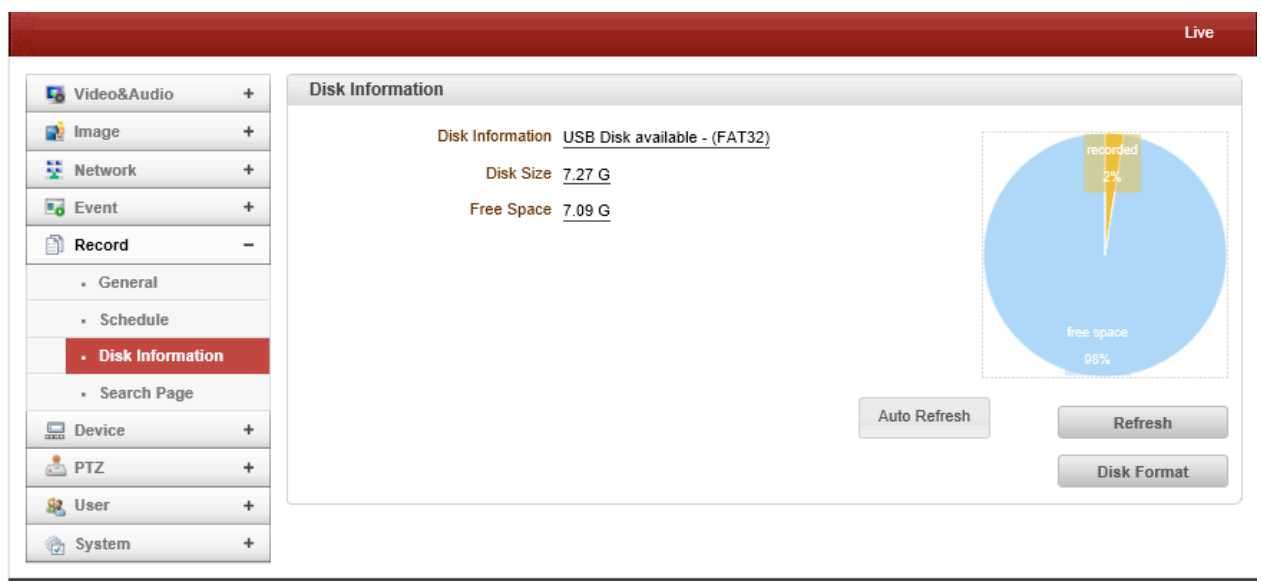 Live
Video&Audio +
Image +
Network +
Event +
Record −
General
Schedule
Disk Information
Search Page
Device +
PTZ +
User +
System +
Disk Information
Disk Information USB Disk available - (FAT32)
Disk Size 7.27 G
Free Space 7.09 G
recorded
2%
free space
98%
Auto Refresh
Refresh
Disk Format